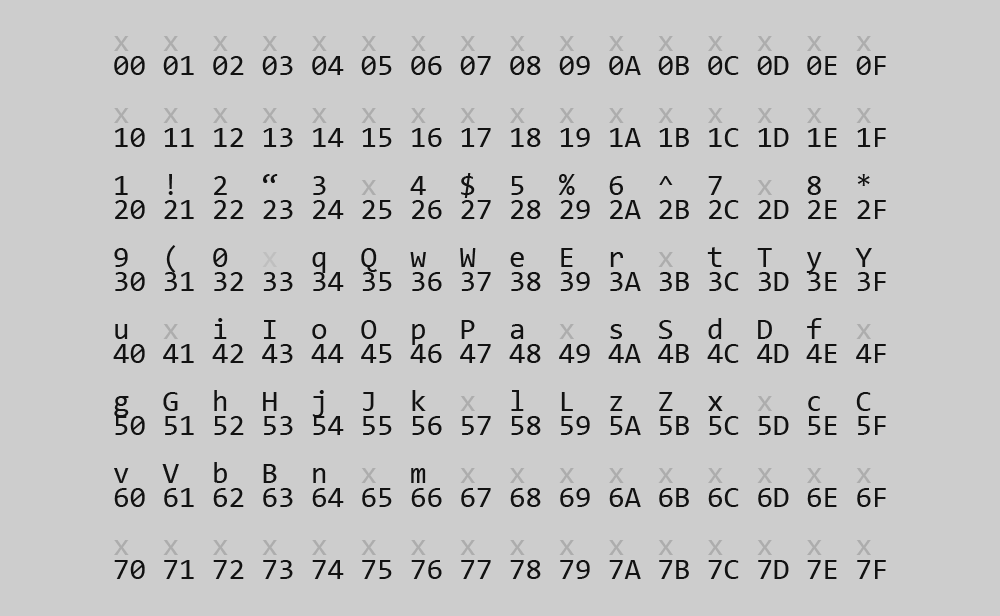 x x x x x x x x x x x x x x x x
00 01 02 03 04 05 06 07 08 09 0A 0B 0C 0D 0E 0F
x x x x x x x x x x x x x x x x
10 11 12 13 14 15 16 17 18 19 1A 1B 1C 1D 1E 1F
1 ! 2 “ 3 x 4 $ 5 % 6 ^ 7 x 8 *
20 21 22 23 24 25 26 27 28 29 2A 2B 2C 2D 2E 2F
9 ( 0 x q Q w W e E r x t T y Y
30 31 32 33 34 35 36 37 38 39 3A 3B 3C 3D 3E 3F
u x i I o O p P a x s S d D f x
40 41 42 43 44 45 46 47 48 49 4A 4B 4C 4D 4E 4F
g G h H j J k x l L z Z x x c C
50 51 52 53 54 55 56 57 58 59 5A 5B 5C 5D 5E 5F
v V b B n x m x x x x x x x x x
60 61 62 63 64 65 66 67 68 69 6A 6B 6C 6D 6E 6F
x x x x x x x x x x x x x x x x
70 71 72 73 74 75 76 77 78 79 7A 7B 7C 7D 7E 7F